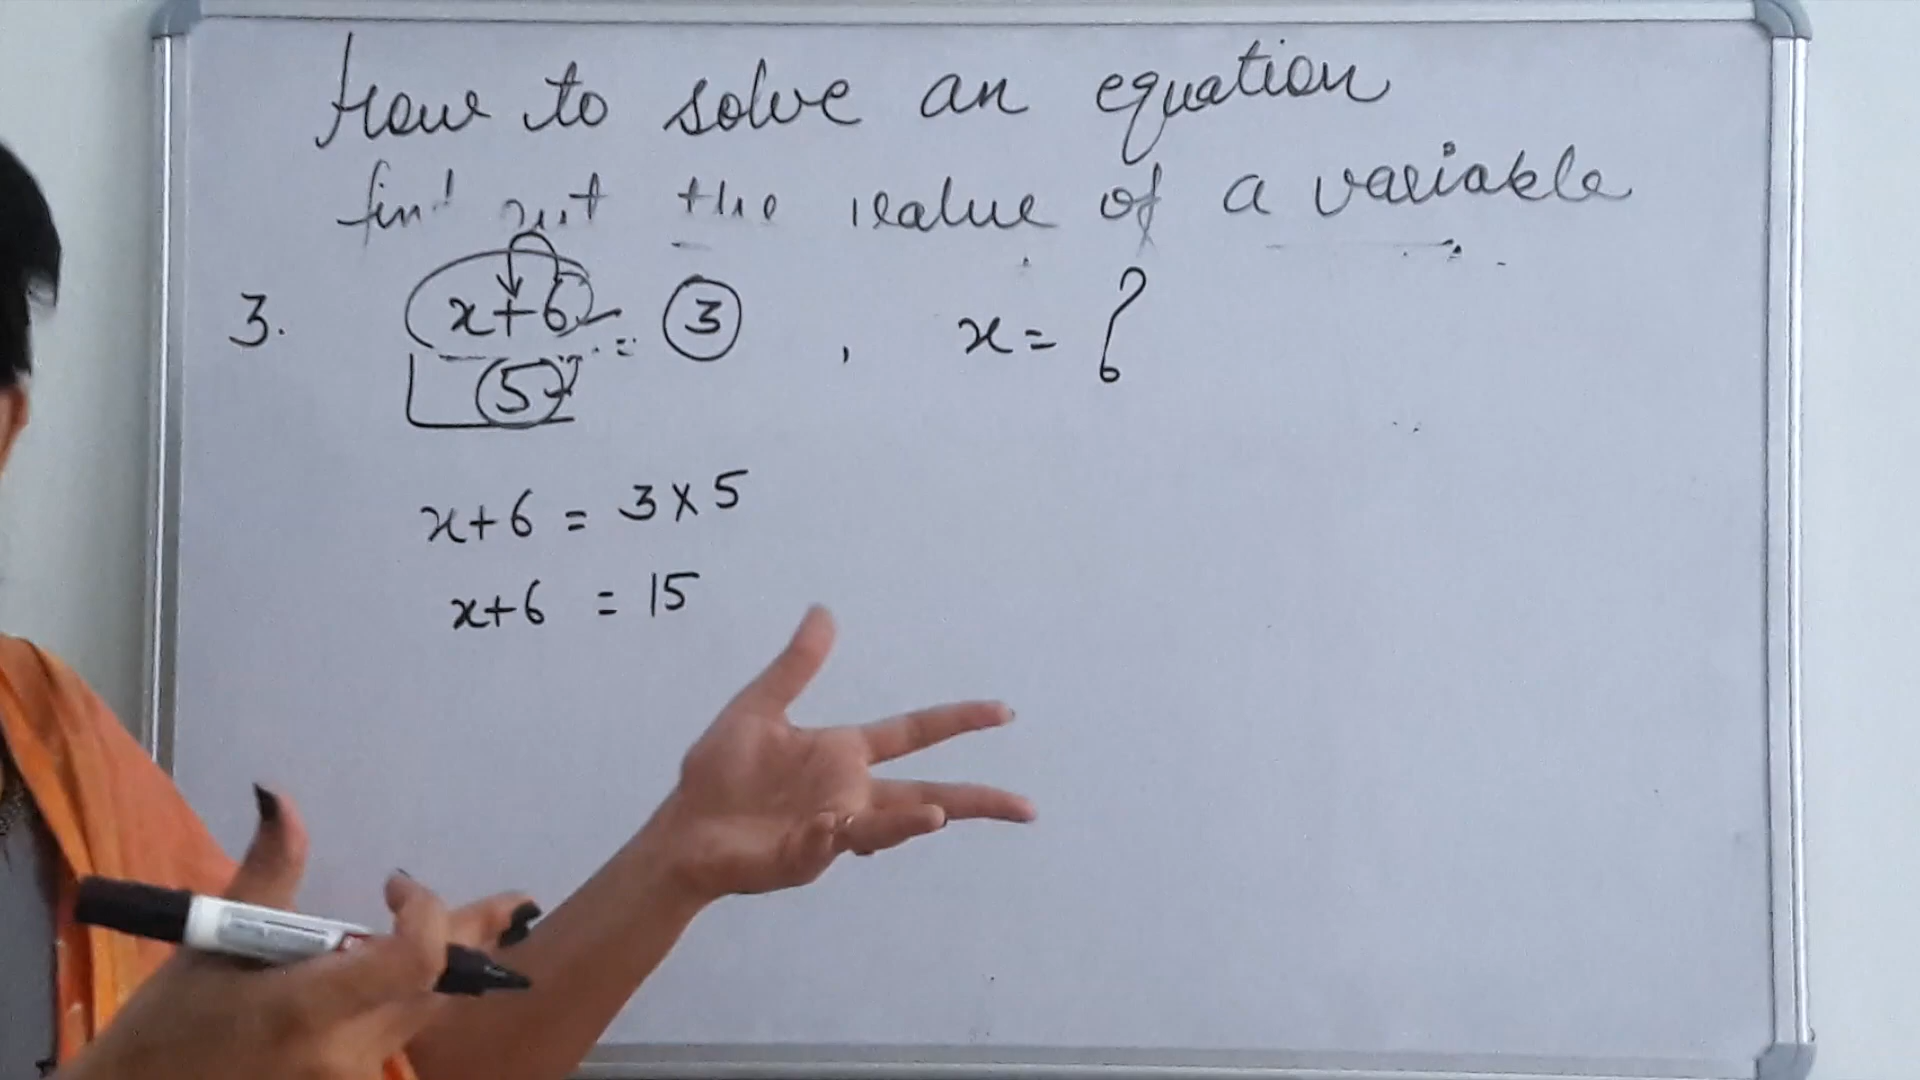 How to solve an equation
find out the value of a variable
3. x+6/5 = 3 , x = ?
x+6 = 3×5
x+6 = 15